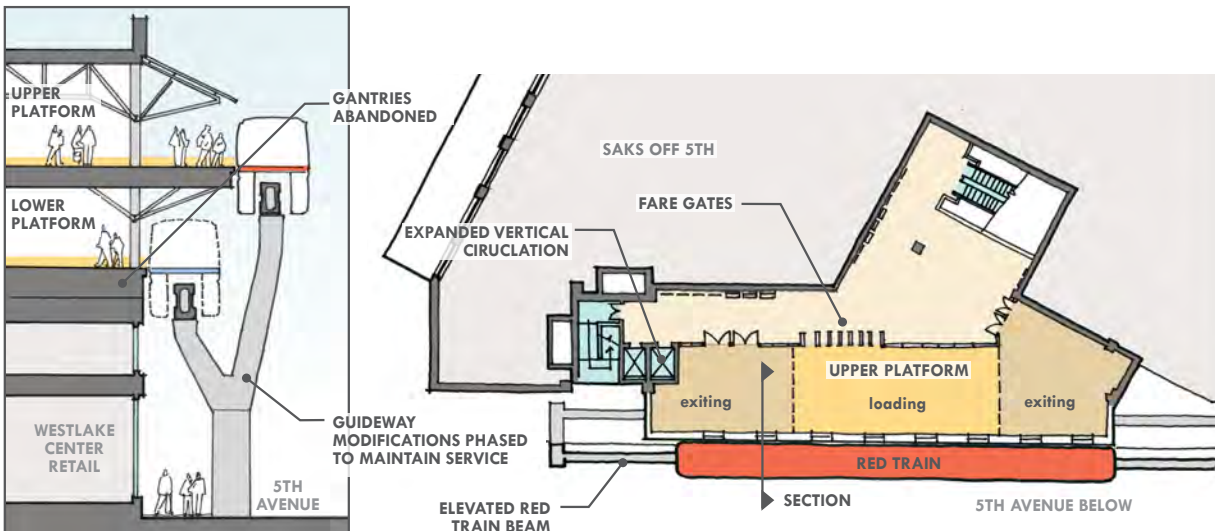 UPPER
PLATFORM
GANTRIES
ABANDONED
LOWER
PLATFORM
WESTLAKE
CENTER
RETAIL
GUIDEWAY
MODIFICATIONS PHASED
TO MAINTAIN SERVICE
5TH
AVENUE
SAKS OFF 5TH
FARE GATES
EXPANDED VERTICAL
CIRUCLATION
UPPER PLATFORM
exiting
loading
exiting
RED TRAIN
SECTION
ELEVATED RED
TRAIN BEAM
5TH AVENUE BELOW